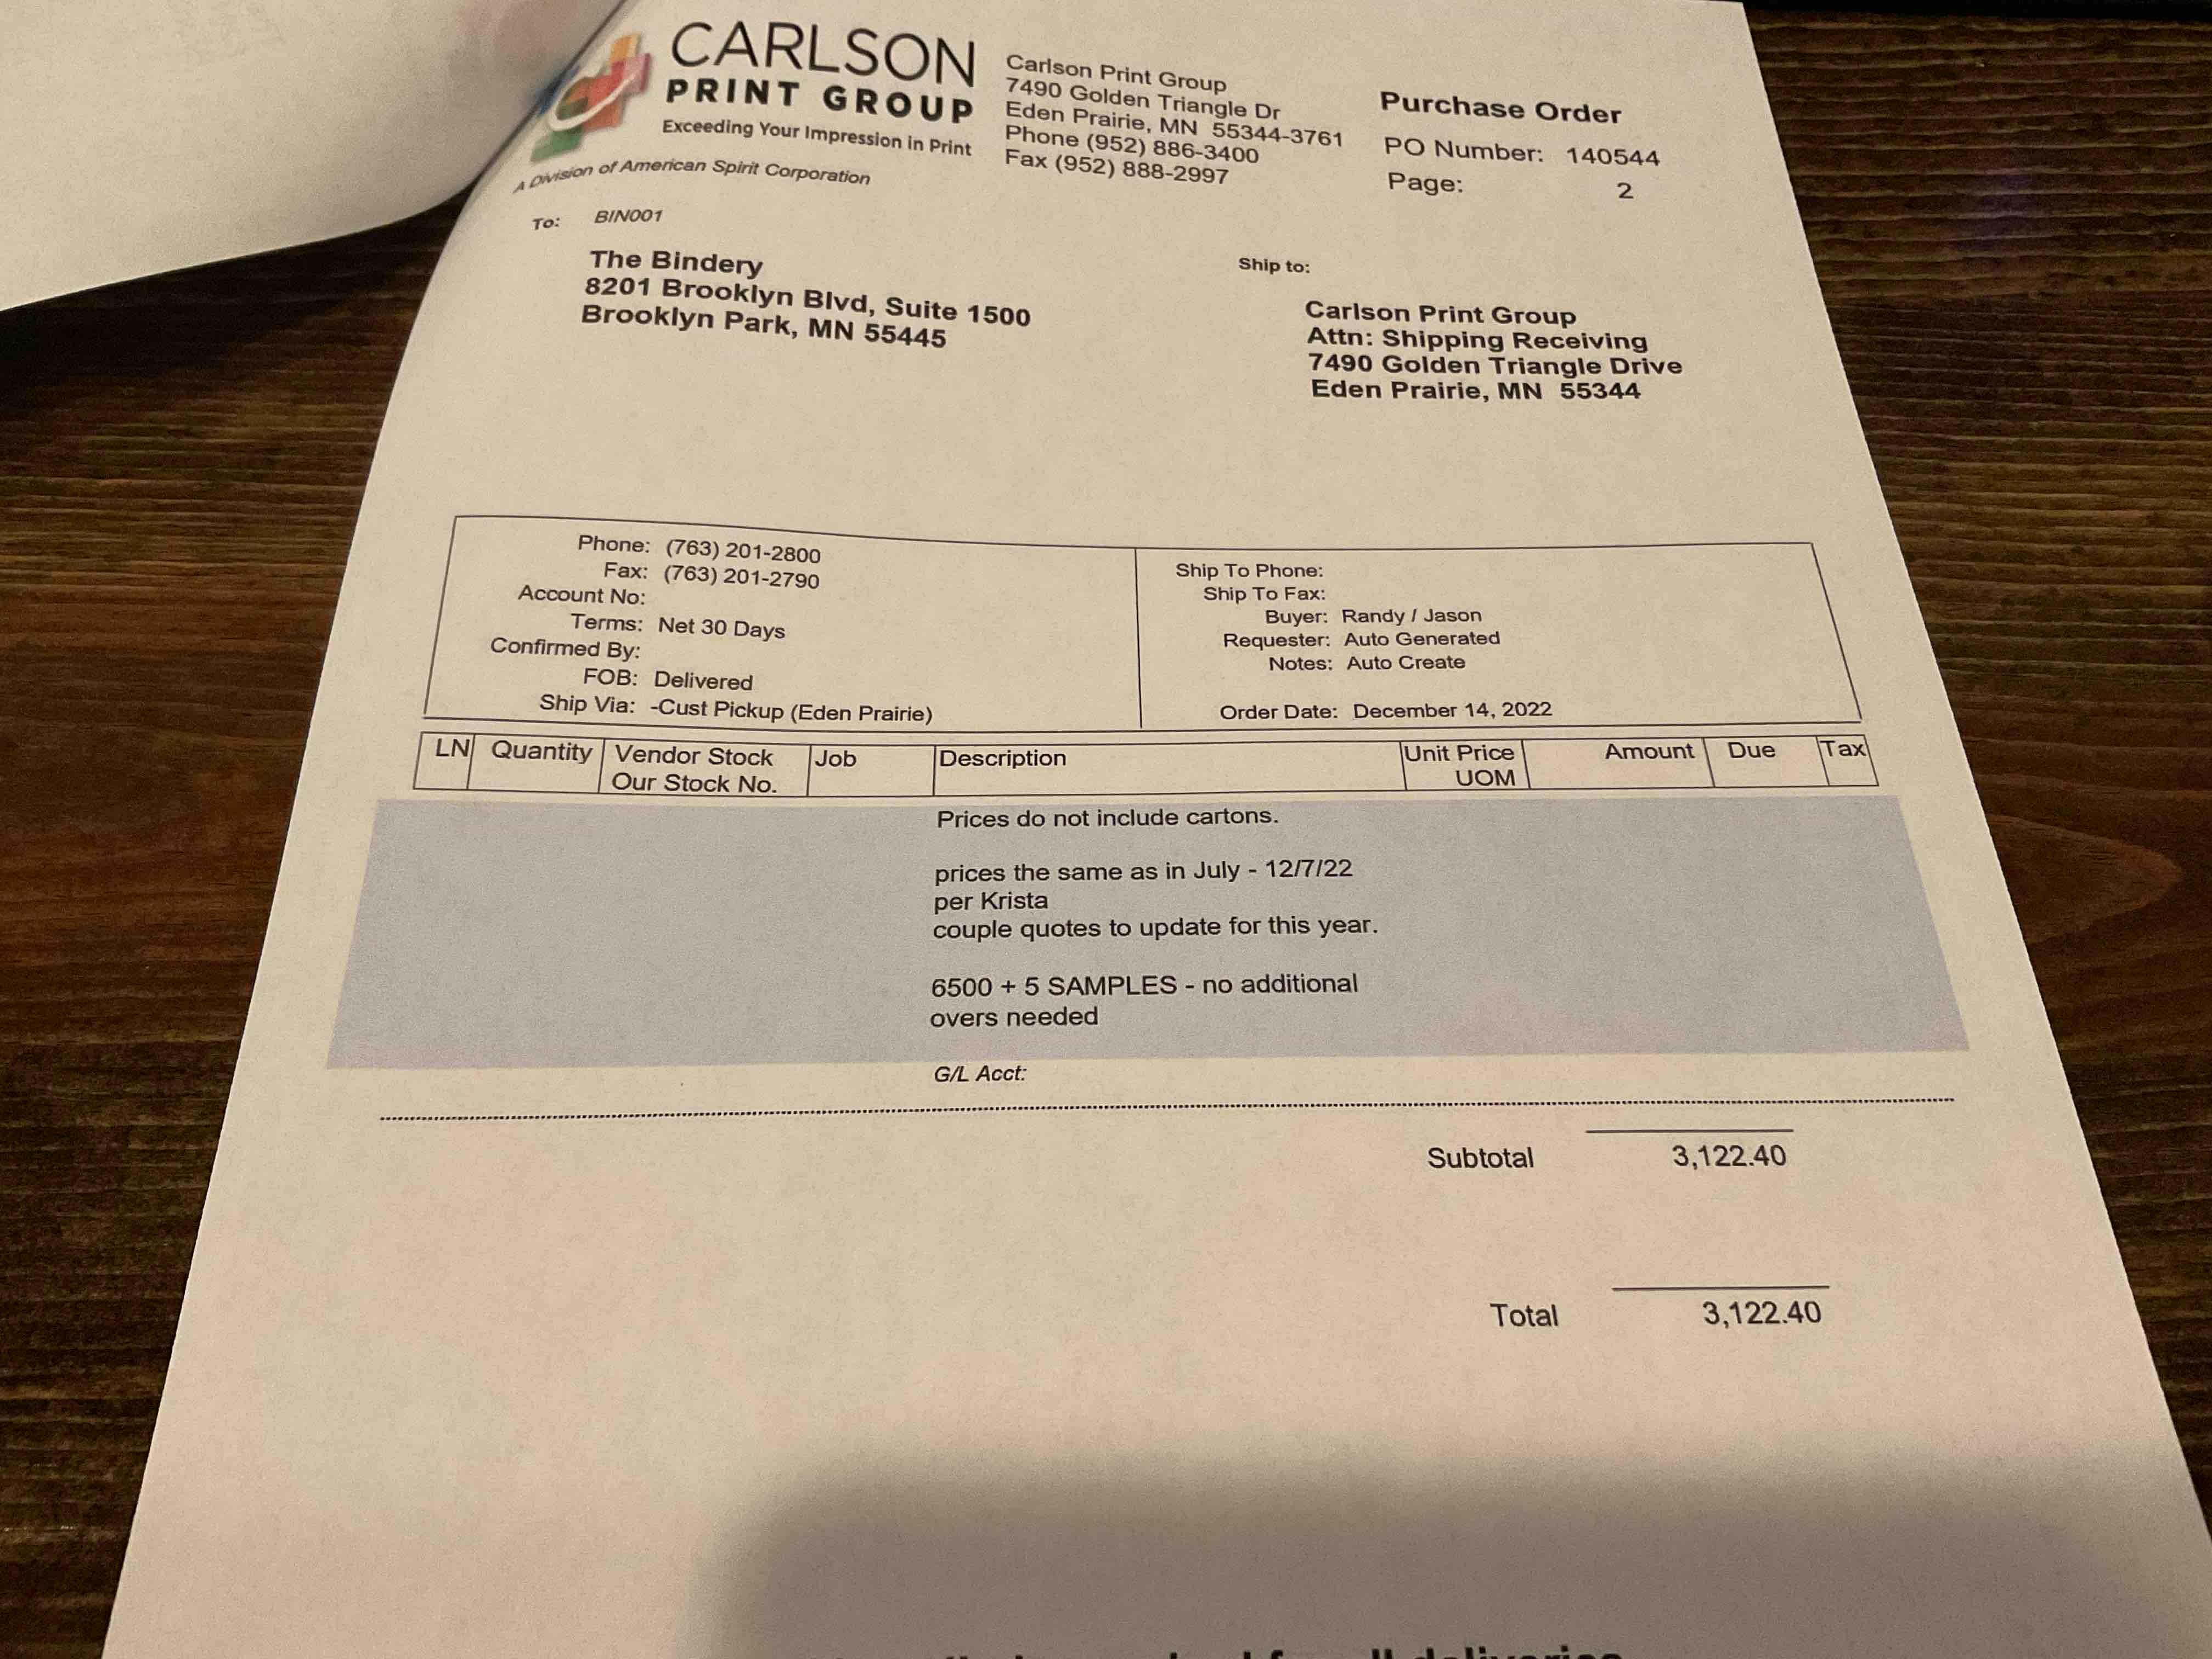 CARLSON
PRINT GROUP
Exceeding Your Impression in Print
A Division of American Spirit Corporation
Carlson Print Group
7490 Golden Triangle Dr
Eden Prairie, MN 55344-3761
Phone (952) 886-3400
Fax (952) 888-2997
Purchase Order
PO Number: 140544
Page: 2
To: BIN001
The Bindery
8201 Brooklyn Blvd, Suite 1500
Brooklyn Park, MN 55445
Ship to:
Carlson Print Group
Attn: Shipping Receiving
7490 Golden Triangle Drive
Eden Prairie, MN 55344
Phone: (763) 201-2800
Fax: (763) 201-2790
Account No:
Terms: Net 30 Days
Confirmed By:
FOB: Delivered
Ship Via: -Cust Pickup (Eden Prairie)
Ship To Phone:
Ship To Fax:
Buyer: Randy / Jason
Requester: Auto Generated
Notes: Auto Create
Order Date: December 14, 2022
LN Quantity Vendor Stock Job Description Unit Price Amount Due Tax
Our Stock No. UOM
Prices do not include cartons.
prices the same as in July - 12/7/22
per Krista
couple quotes to update for this year.
6500 + 5 SAMPLES - no additional
overs needed
G/L Acct:
Subtotal 3,122.40
Total 3,122.40
for all deliveries